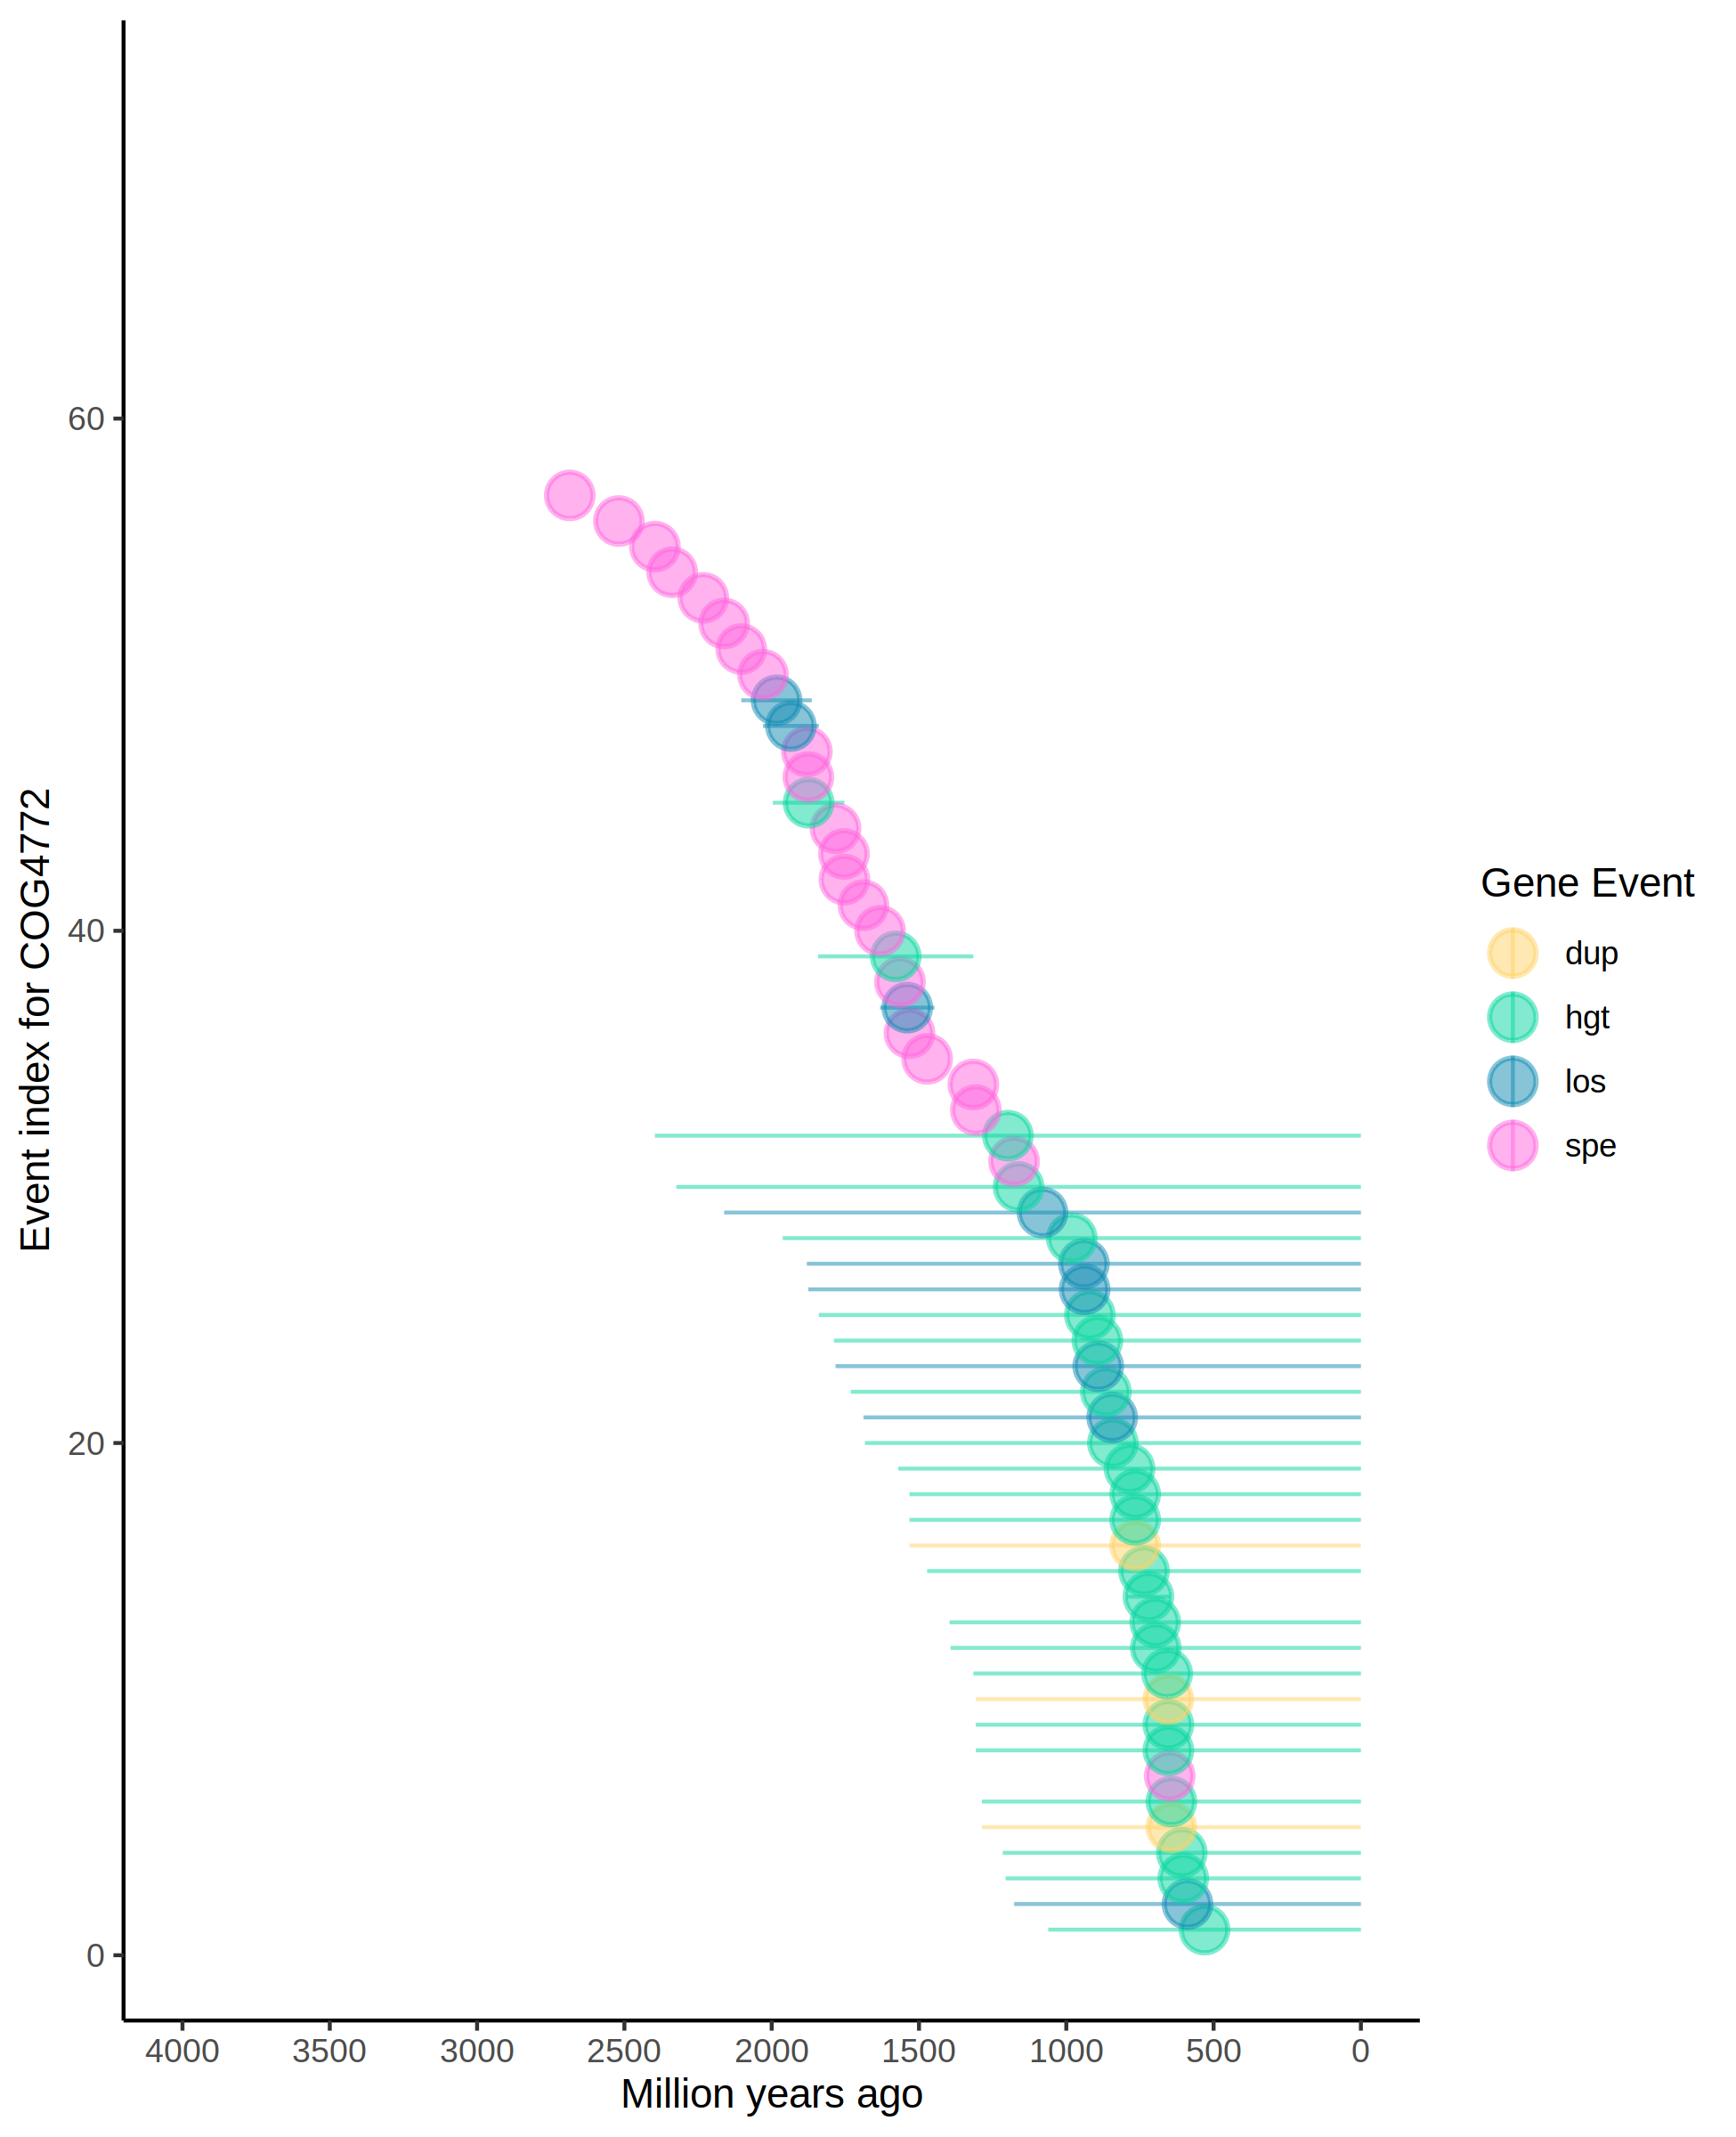 Event index for COG4772
60
40
20
0
4000 3500 3000 2500 2000 1500 1000 500 0
Million years ago
Gene Event
dup
hgt
los
spe